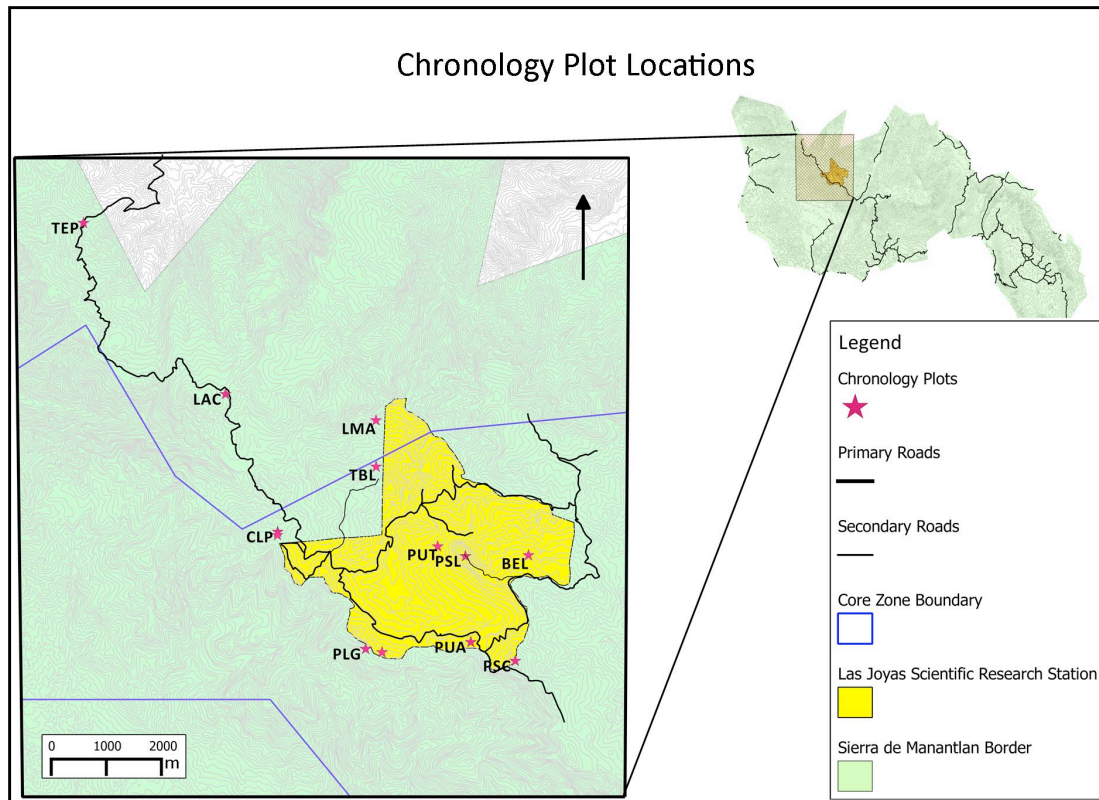 Chronology Plot Locations
TEP
LAC
LMA
TBL
CLP
PUT
PSL
BEL
PLG
PUA
PSC
0 1000 2000
m
Legend
Chronology Plots
Primary Roads
Secondary Roads
Core Zone Boundary
Las Joyas Scientific Research Station
Sierra de Manantlan Border